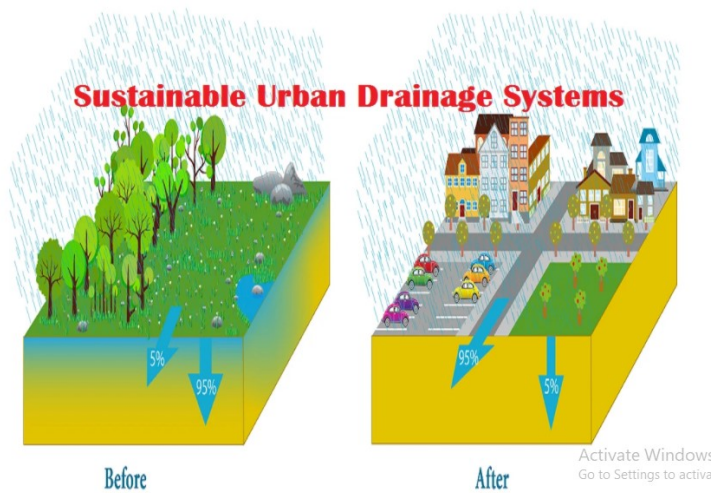 Sustainable Urban Drainage Systems
5%
95%
95%
5%
Before
After
Activate Windows
Go to Settings to activa